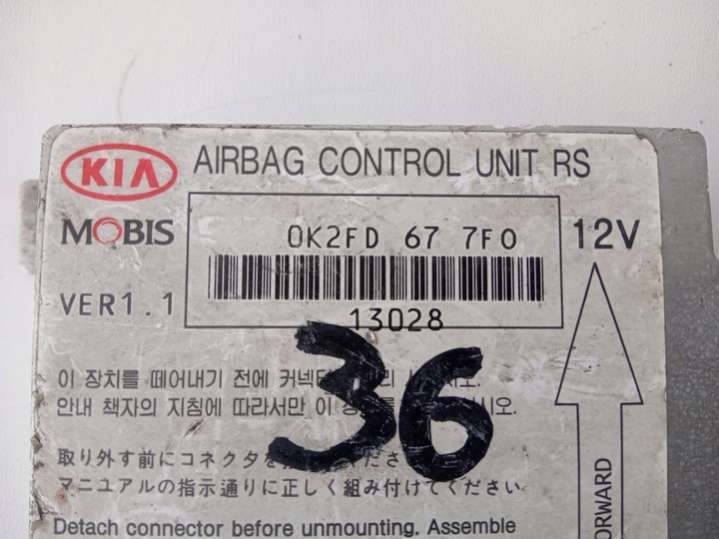 KIA
AIRBAG CONTROL UNIT RS
MOBIS
0K2FD 67 7F0
12V
VER1.1
13028
36
이 장치를 떼어내기 전에
안내 책자의 지침에 따라서만 이
取り外す前にコネクタを
マニュアルの指示通りに正しく組み付けてください
Detach connector before unmounting. Assemble
ORWARD